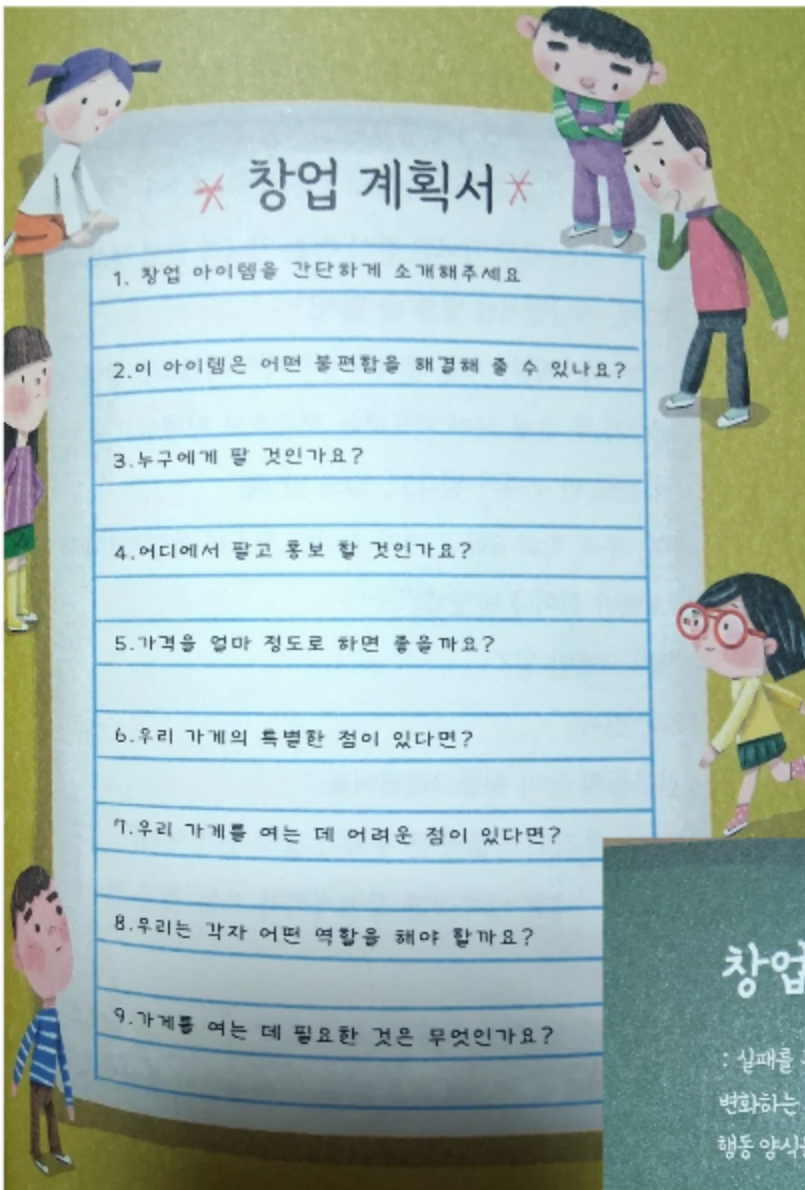 창업 계획서
1. 창업 아이템을 간단하게 소개해주세요
2.이 아이템은 어떤 불편함을 해결해 줄 수 있나요?
3.누구에게 팔 것인가요?
4.어디에서 팔고 홍보 할 것인가요?
5.가격을 얼마 정도로 하면 좋을까요?
6.우리 가게의 특별한 점이 있다면?
7.우리 가게를 여는 데 어려운 점이 있다면?
8.우리는 각자 어떤 역할을 해야 할까요?
9.가게를 여는 데 필요한 것은 무엇인가요?
창업
: 실패를
변화하는
행동 양식